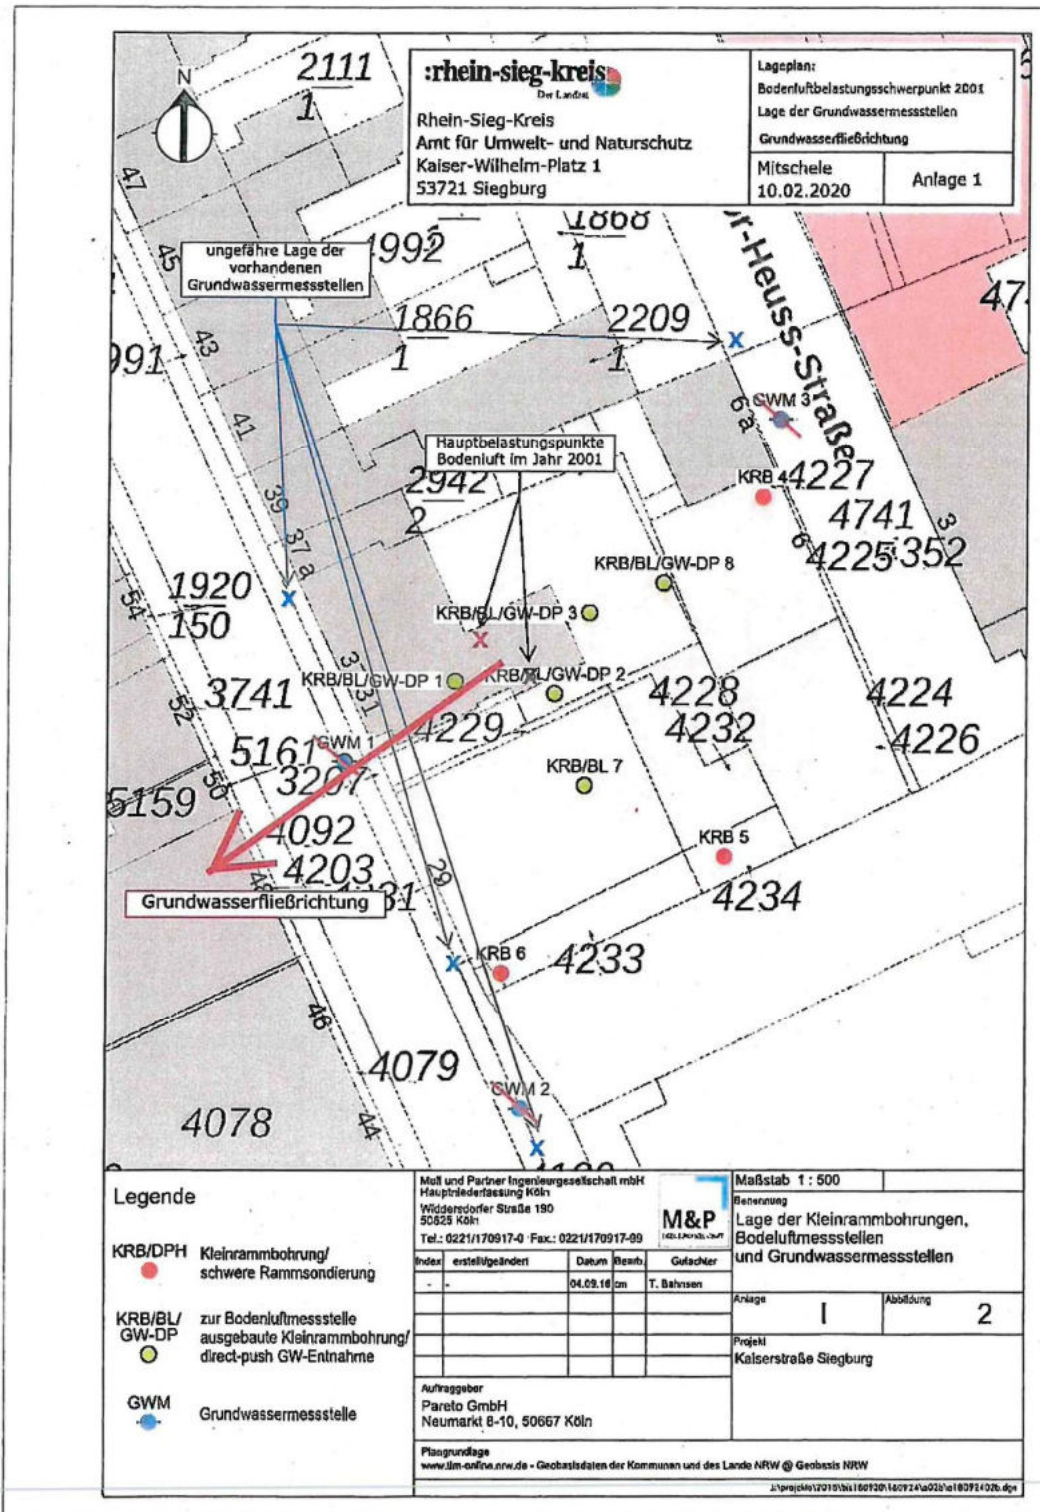 :rhein-sieg-kreis
Der Landrat
Rhein-Sieg-Kreis
Amt für Umwelt- und Naturschutz
Kaiser-Wilhelm-Platz 1
53721 Siegburg
Lageplan:
Bodenluftbelastungsschwerpunkt 2001
Lage der Grundwassermessstellen
Grundwasserfließrichtung
Mitschele
10.02.2020
Anlage 1
N
2111
1
47
45
ungefähre Lage der
vorhandenen
Grundwassermessstellen
4992
1868
1
or-Heuss-Straße
474
43
991
1866
1
2209
1
X
41
6 a
GWM 3
Hauptbelastungspunkte
Bodenluft im Jahr 2001
2942
2
39
37 a
KRB 4
4227
4741
4225
352
3
6
KRB/BL/GW-DP 8
1920
150
54
X
KRB/BL/GW-DP 3
X
KRB/BL/GW-DP 1
KRB/BL/GW-DP 2
3741
52
31
4229
4228
4232
4224
4226
5161
GWM 1
3207
50
5159
KRB/BL 7
4092
4203
48
29
KRB 5
4234
Grundwasserfließrichtung
X
KRB 6
4233
46
4079
GWM 2
4078
44
X
Legende
KRB/DPH
Kleinrammbohrung/
schwere Rammsondierung
KRB/BL/
GW-DP
zur Bodenluftmessstelle
ausgebaute Kleinrammbohrung/
direct-push GW-Entnahme
GWM
Grundwassermessstelle
Mull und Partner Ingenieurgesellschaft mbH
Hauptniederlassung Köln
Widdersdorfer Straße 190
50825 Köln
Tel.: 0221/170917-0 Fax.: 0221/170917-99
M&P
Index erstellt/geändert Datum Bearb. Gutachter
- - 04.09.16 cm T. Bahnsen
Auftraggeber
Pareto GmbH
Neumarkt 8-10, 50667 Köln
Maßstab 1 : 500
Benennung
Lage der Kleinrammbohrungen,
Bodeluftmessstellen
und Grundwassermessstellen
Anlage
I
Abbildung
2
Projekt
Kaiserstraße Siegburg
Plangrundlage
www.tim-online.nrw.de - Geobasisdaten der Kommunen und des Lande NRW @ Geobasis NRW